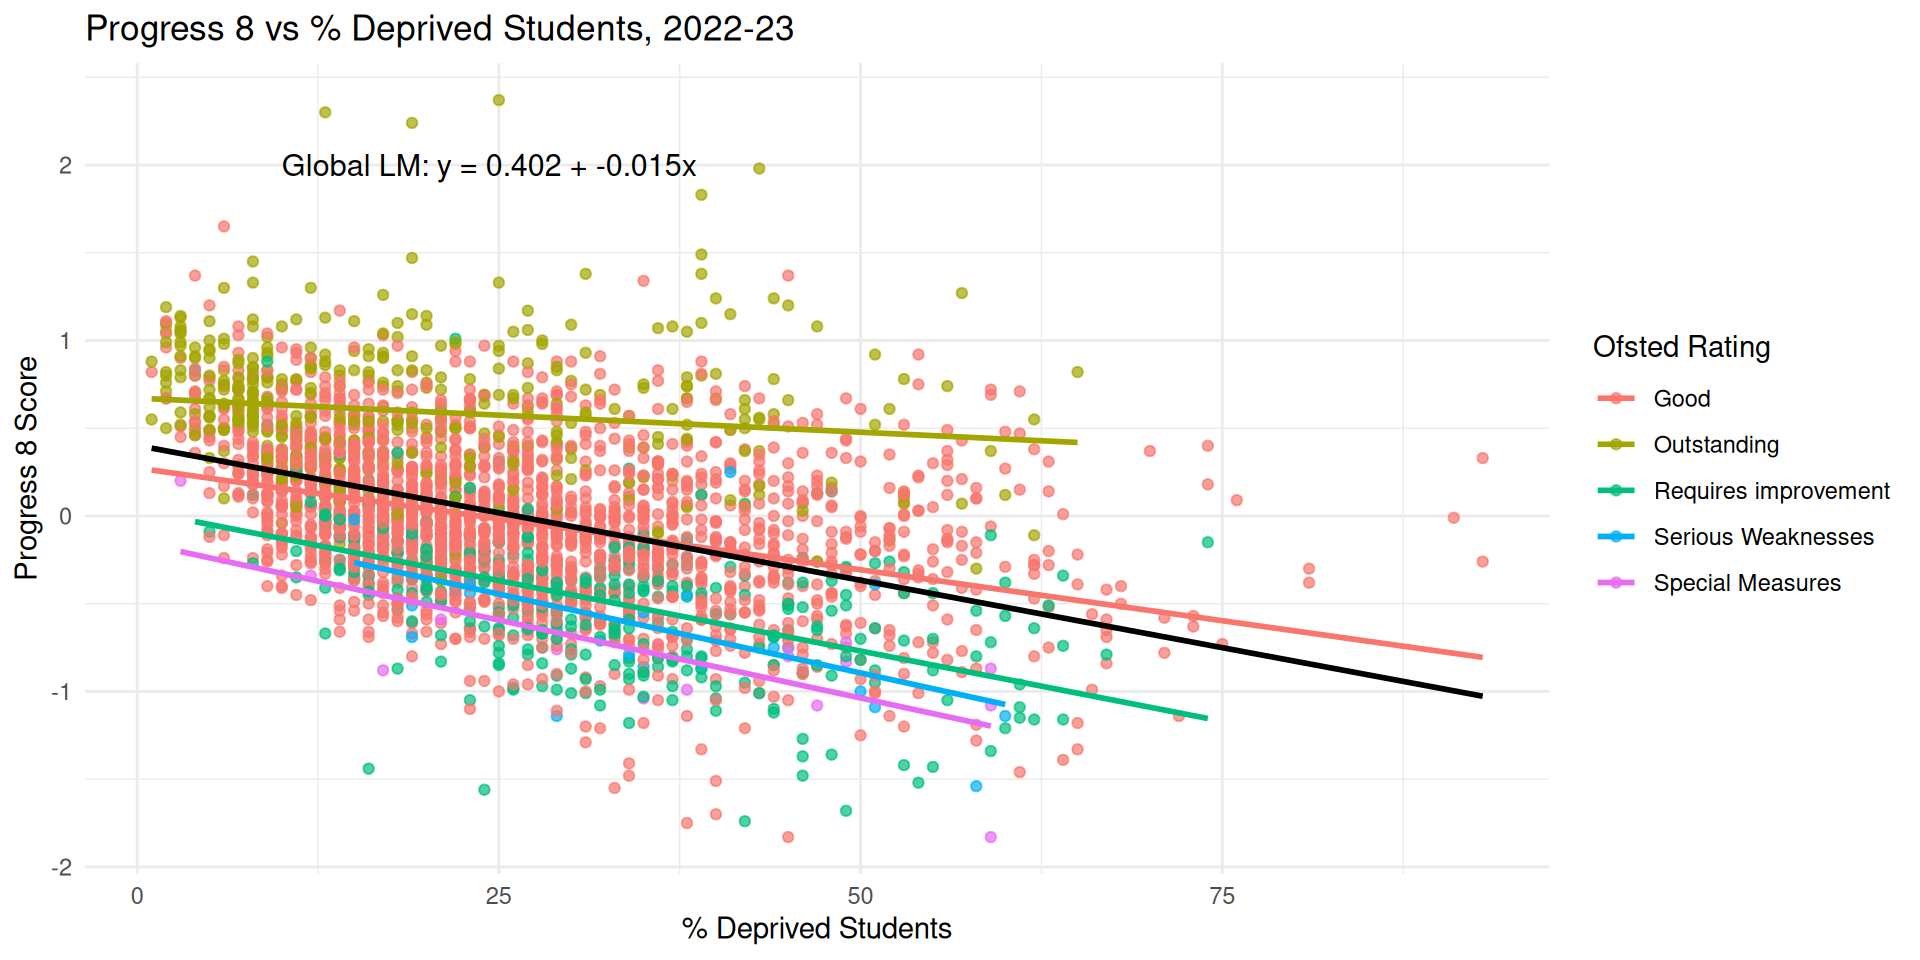 Progress 8 vs % Deprived Students, 2022-23
Global LM: y = 0.402 + -0.015x
Progress 8 Score
2
1
0
-1
-2
0
25
50
75
% Deprived Students
Ofsted Rating
Good
Outstanding
Requires improvement
Serious Weaknesses
Special Measures